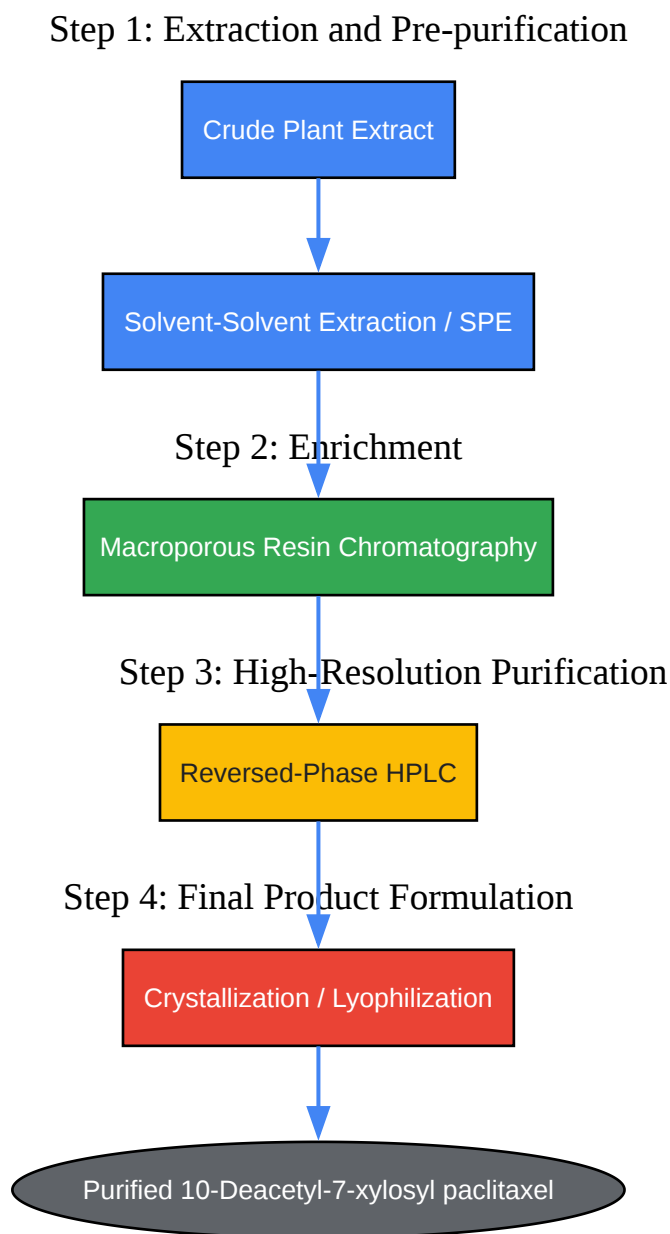 Step 1: Extraction and Pre-purification
Crude Plant Extract
Solvent-Solvent Extraction / SPE
Step 2: Enrichment
Macroporous Resin Chromatography
Step 3: High-Resolution Purification
Reversed-Phase HPLC
Step 4: Final Product Formulation
Crystallization / Lyophilization
Purified 10-Deacetyl-7-xylosyl paclitaxel